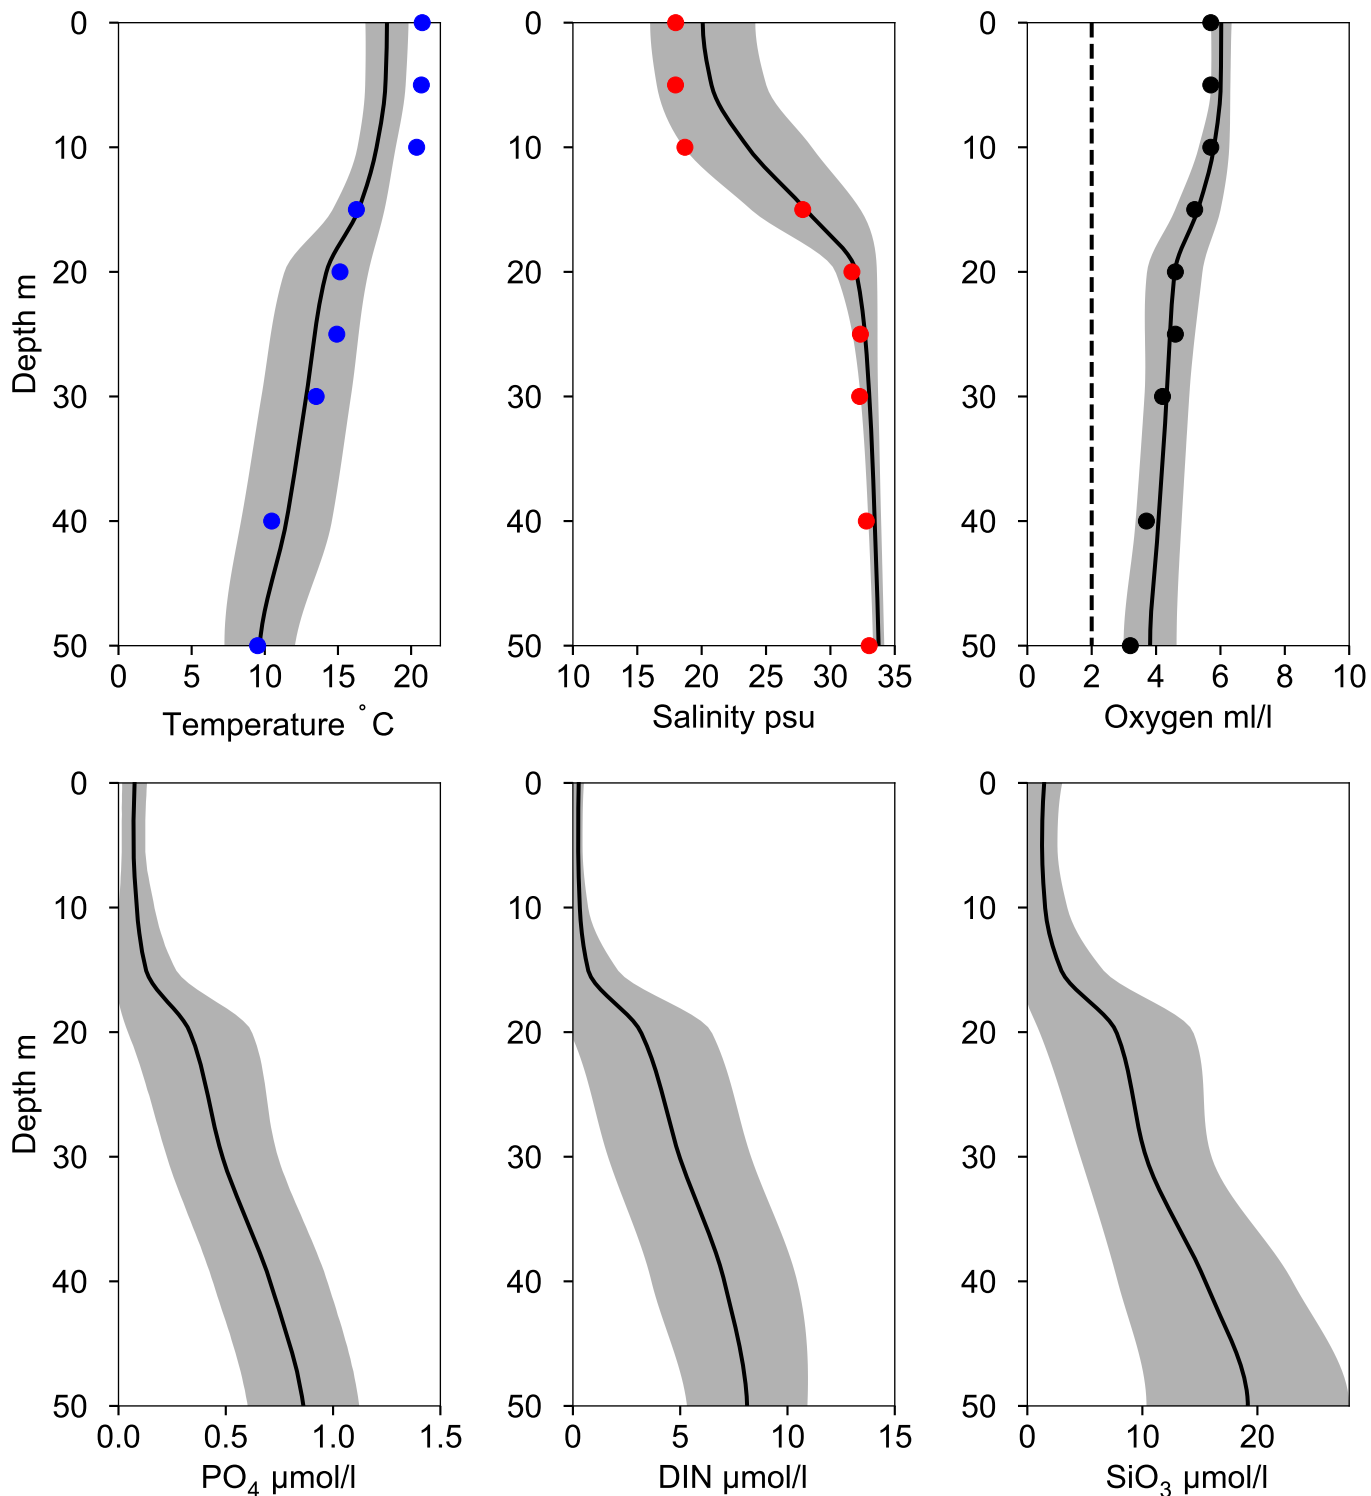 0
10
20
30
40
50
Depth m
0 5 10 15 20
Temperature °C
0
10
20
30
40
50
10 15 20 25 30 35
Salinity psu
0
10
20
30
40
50
0 2 4 6 8 10
Oxygen ml/l
0
10
20
30
40
50
Depth m
0.0 0.5 1.0 1.5
PO₄ µmol/l
0
10
20
30
40
50
0 5 10 15
DIN µmol/l
0
10
20
30
40
50
0 10 20
SiO₃ µmol/l